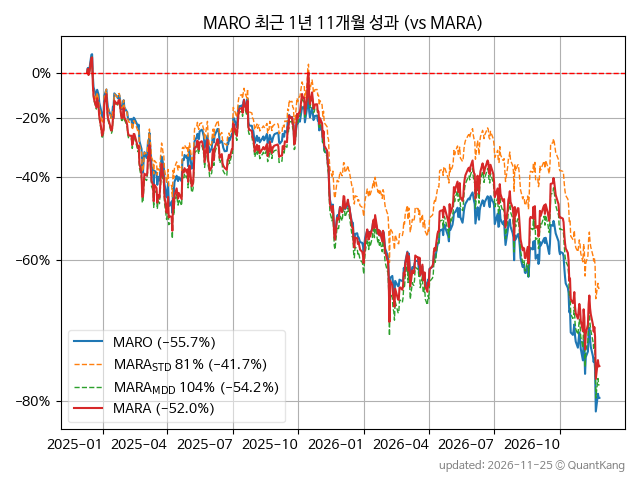 MARO 최근 1년 11개월 성과 (vs MARA)
0%
−20%
−40%
−60%
−80%
MARO (−55.7%)
MARA_STD 81% (−41.7%)
MARA_MDD 104% (−54.2%)
MARA (−52.0%)
2025-01 2025-04 2025-07 2025-10 2026-01 2026-04 2026-07 2026-10
updated: 2026-11-25 © QuantKang